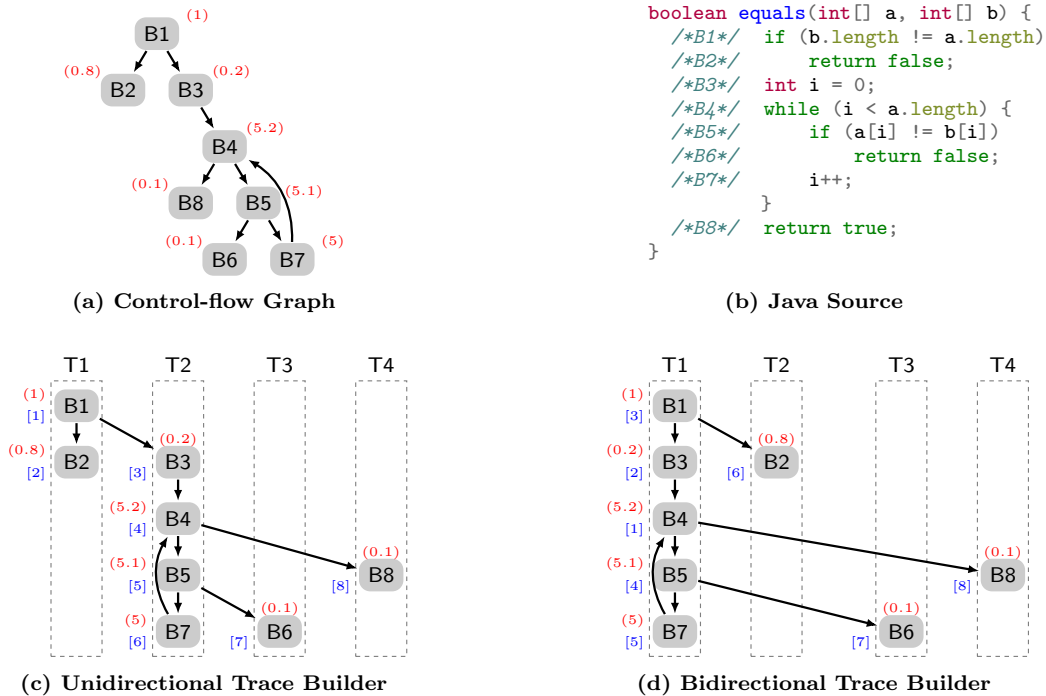 (1)
B1
(0.8)
(0.2)
B2
B3
(5.2)
B4
(0.1)
(5.1)
B8
B5
(0.1)
(5)
B6
B7
(a) Control-flow Graph
boolean equals(int[] a, int[] b) {
/*B1*/ if (b.length != a.length)
/*B2*/ return false;
/*B3*/ int i = 0;
/*B4*/ while (i < a.length) {
/*B5*/ if (a[i] != b[i])
/*B6*/ return false;
/*B7*/ i++;
}
/*B8*/ return true;
}
(b) Java Source
T1 T2 T3 T4
(1)
B1
[1]
(0.8)
B2
[2]
(0.2)
B3
[3]
(5.2)
B4
[4]
(5.1)
B5
[5]
(0.1)
B8
[8]
(5)
B7
[6]
(0.1)
B6
[7]
(c) Unidirectional Trace Builder
T1 T2 T3 T4
(1)
B1
[3]
(0.2)
B3
[2]
(0.8)
B2
[6]
(5.2)
B4
[1]
(5.1)
B5
[4]
(0.1)
B8
[8]
(5)
B7
[5]
(0.1)
B6
[7]
(d) Bidirectional Trace Builder